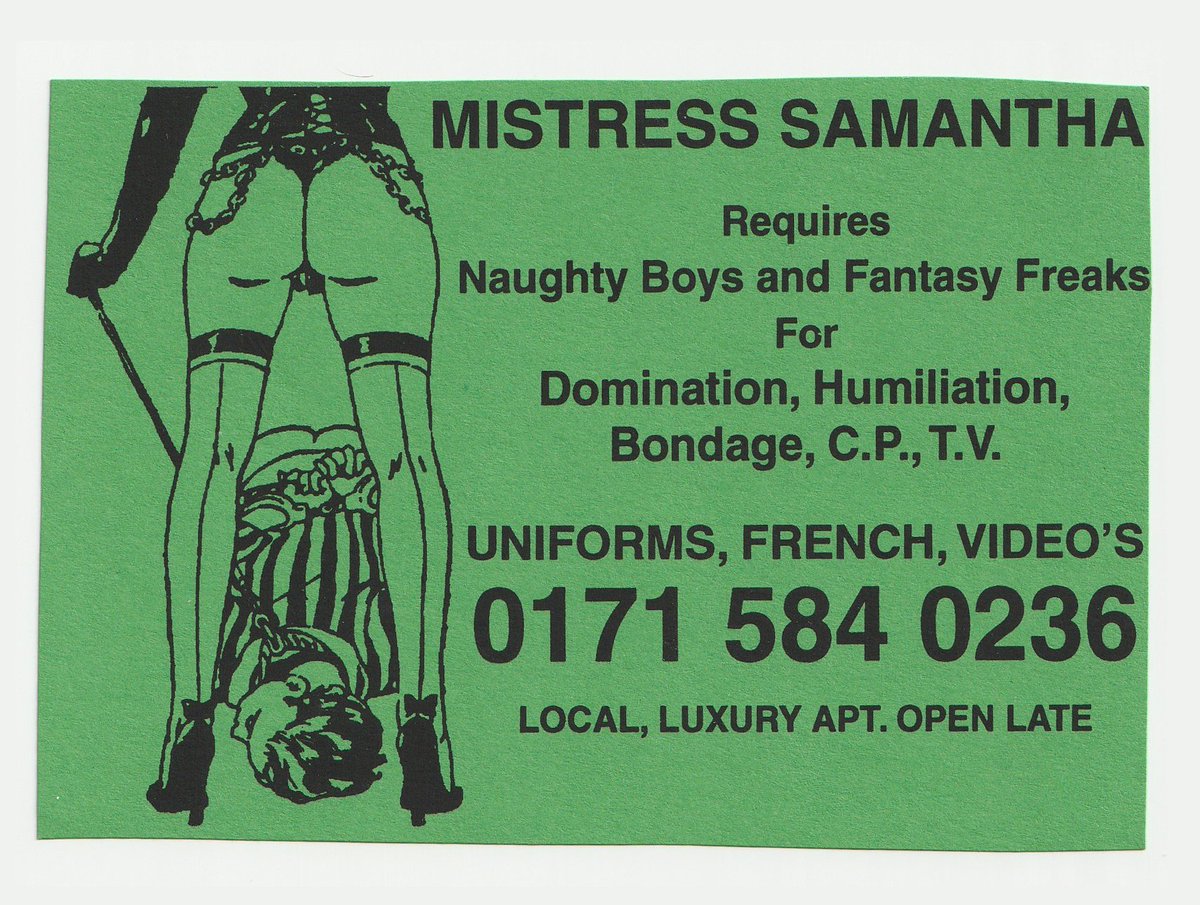 MISTRESS SAMANTHA
Requires
Naughty Boys and Fantasy Freaks
For
Domination, Humiliation,
Bondage, C.P., T.V.
UNIFORMS, FRENCH, VIDEO'S
0171 584 0236
LOCAL, LUXURY APT. OPEN LATE